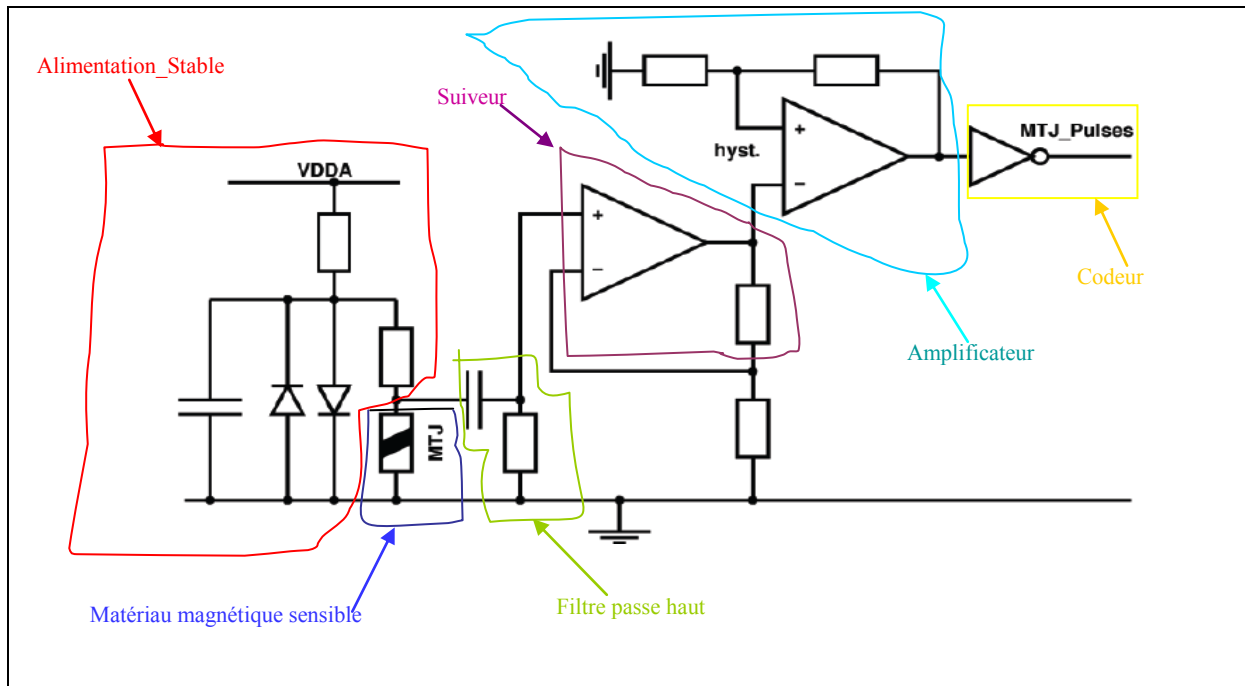 Alimentation_Stable
Suiveur
MTJ_Pulses
hyst.
+
−
VDDA
+
−
Codeur
Amplificateur
MTJ
Filtre passe haut
Matériau magnétique sensible